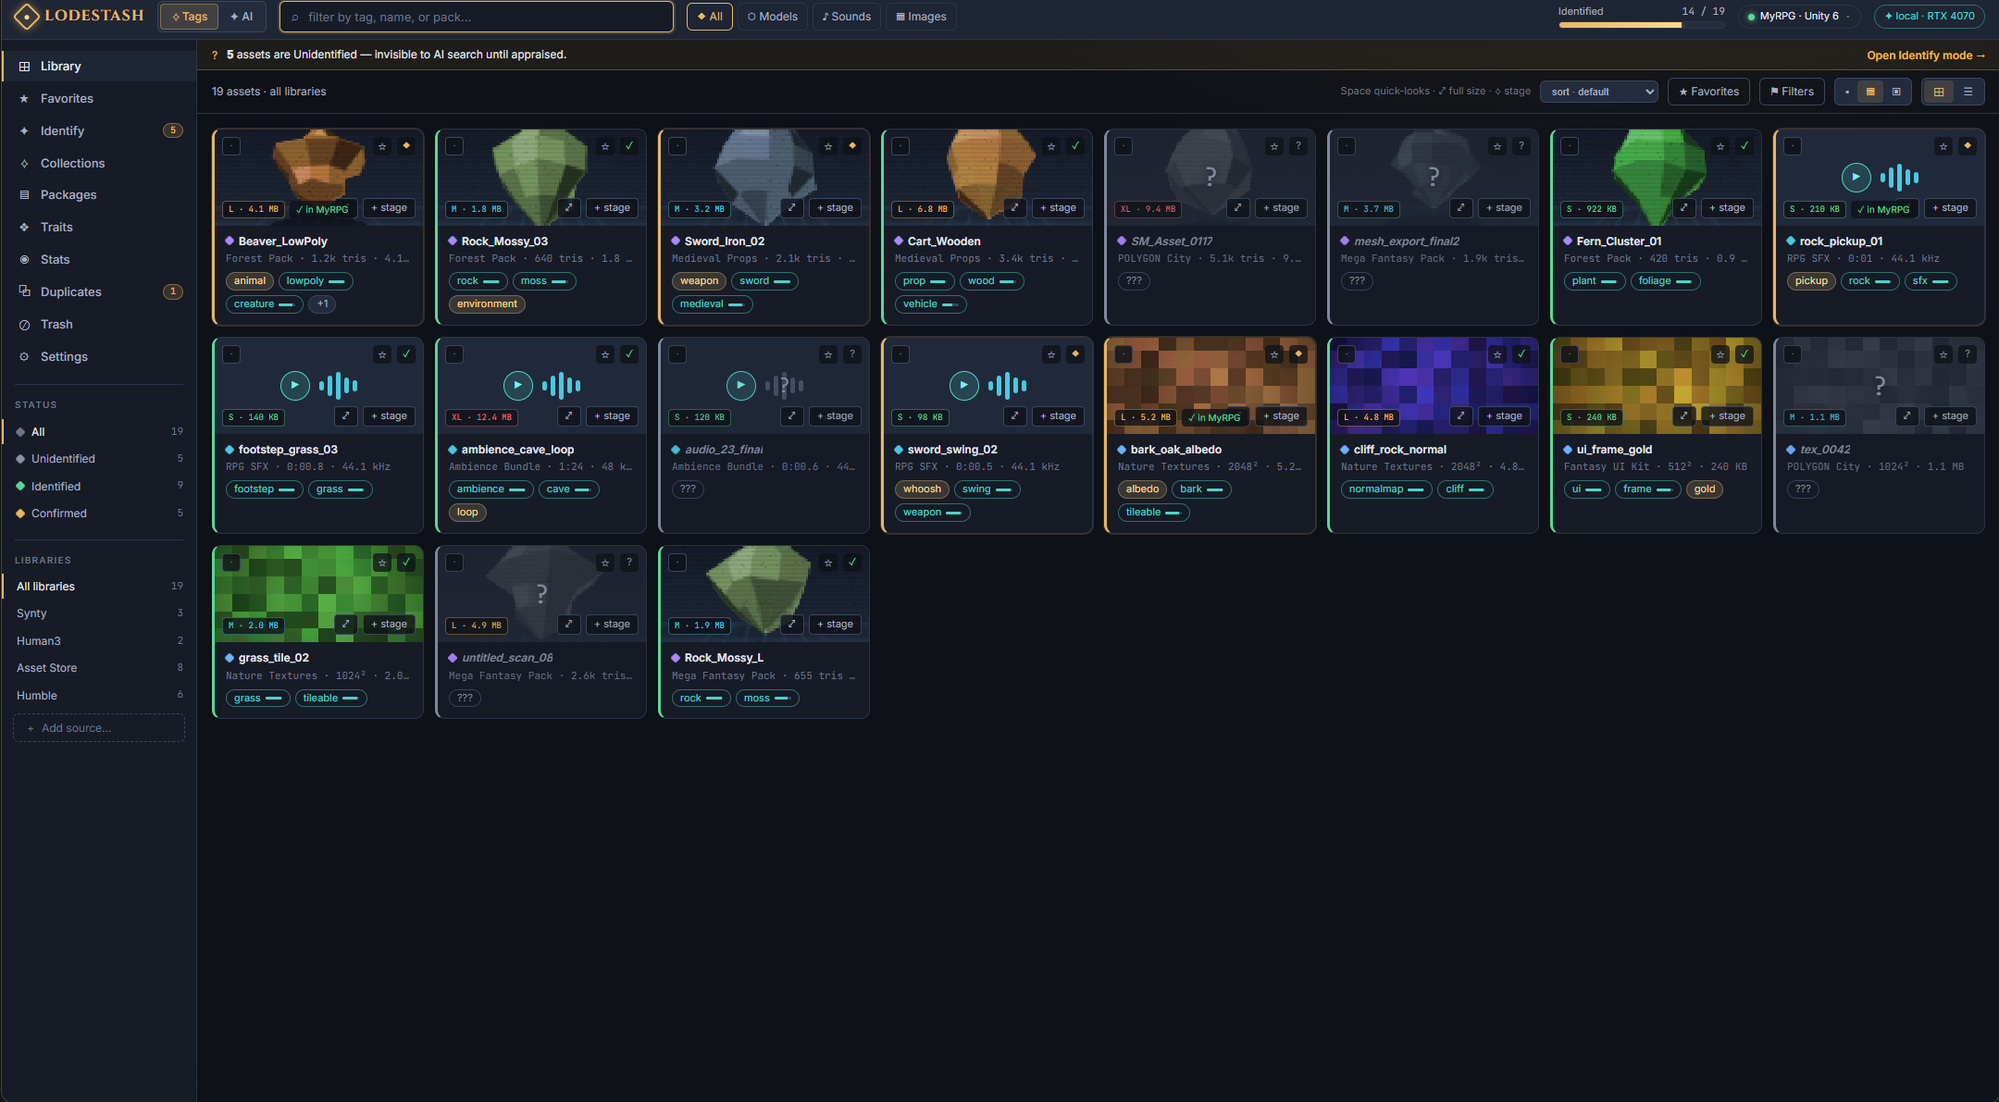 LODESTASH
Tags
AI
filter by tag, name, or pack...
All
Models
Sounds
Images
Identified 14 / 19
MyRPG · Unity 6
local · RTX 4070
Library
Favorites
Identify 5
Collections
Packages
Traits
Stats
Duplicates 1
Trash
Settings
STATUS
All 19
Unidentified 5
Identified 9
Confirmed 5
LIBRARIES
All libraries 19
Synty 3
Human3 2
Asset Store 8
Humble 6
+ Add source...
? 5 assets are Unidentified — invisible to AI search until appraised.
Open Identify mode →
19 assets · all libraries
Space quick-looks · ⤢ full size · ⟡ stage
sort · default
★ Favorites
Filters
L · 4.1 MB
✓ in MyRPG
+ stage
Beaver_LowPoly
Forest Pack · 1.2k tris · 4.1…
animal
lowpoly
creature
+1
M · 1.8 MB
+ stage
Rock_Mossy_03
Forest Pack · 640 tris · 1.8 …
rock
moss
environment
M · 3.2 MB
+ stage
Sword_Iron_02
Medieval Props · 2.1k tris · …
weapon
sword
medieval
L · 6.8 MB
+ stage
Cart_Wooden
Medieval Props · 3.4k tris · …
prop
wood
vehicle
?
?
XL · 9.4 MB
+ stage
SM_Asset_0117
POLYGON City · 5.1k tris · 9.…
???
?
?
M · 3.7 MB
+ stage
mesh_export_final2
Mega Fantasy Pack · 1.9k tris…
???
S · 922 KB
+ stage
Fern_Cluster_01
Forest Pack · 420 tris · 0.9 …
plant
foliage
S · 210 KB
✓ in MyRPG
+ stage
rock_pickup_01
RPG SFX · 0:01 · 44.1 kHz
pickup
rock
sfx
S · 140 KB
+ stage
footstep_grass_03
RPG SFX · 0:00.8 · 44.1 kHz
footstep
grass
XL · 12.4 MB
+ stage
ambience_cave_loop
Ambience Bundle · 1:24 · 48 k…
ambience
cave
loop
?
?
S · 120 KB
+ stage
audio_23_final
Ambience Bundle · 0:00.6 · 44…
???
S · 98 KB
+ stage
sword_swing_02
RPG SFX · 0:00.5 · 44.1 kHz
whoosh
swing
weapon
L · 5.2 MB
✓ in MyRPG
+ stage
bark_oak_albedo
Nature Textures · 2048² · 5.2…
albedo
bark
tileable
L · 4.8 MB
+ stage
cliff_rock_normal
Nature Textures · 2048² · 4.8…
normalmap
cliff
S · 240 KB
+ stage
ui_frame_gold
Fantasy UI Kit · 512² · 240 KB
ui
frame
gold
?
?
M · 1.1 MB
+ stage
tex_0042
POLYGON City · 1024² · 1.1 MB
???
M · 2.0 MB
+ stage
grass_tile_02
Nature Textures · 1024² · 2.0…
grass
tileable
?
?
L · 4.9 MB
+ stage
untitled_scan_08
Mega Fantasy Pack · 2.6k tris…
???
M · 1.9 MB
+ stage
Rock_Mossy_L
Mega Fantasy Pack · 655 tris …
rock
moss